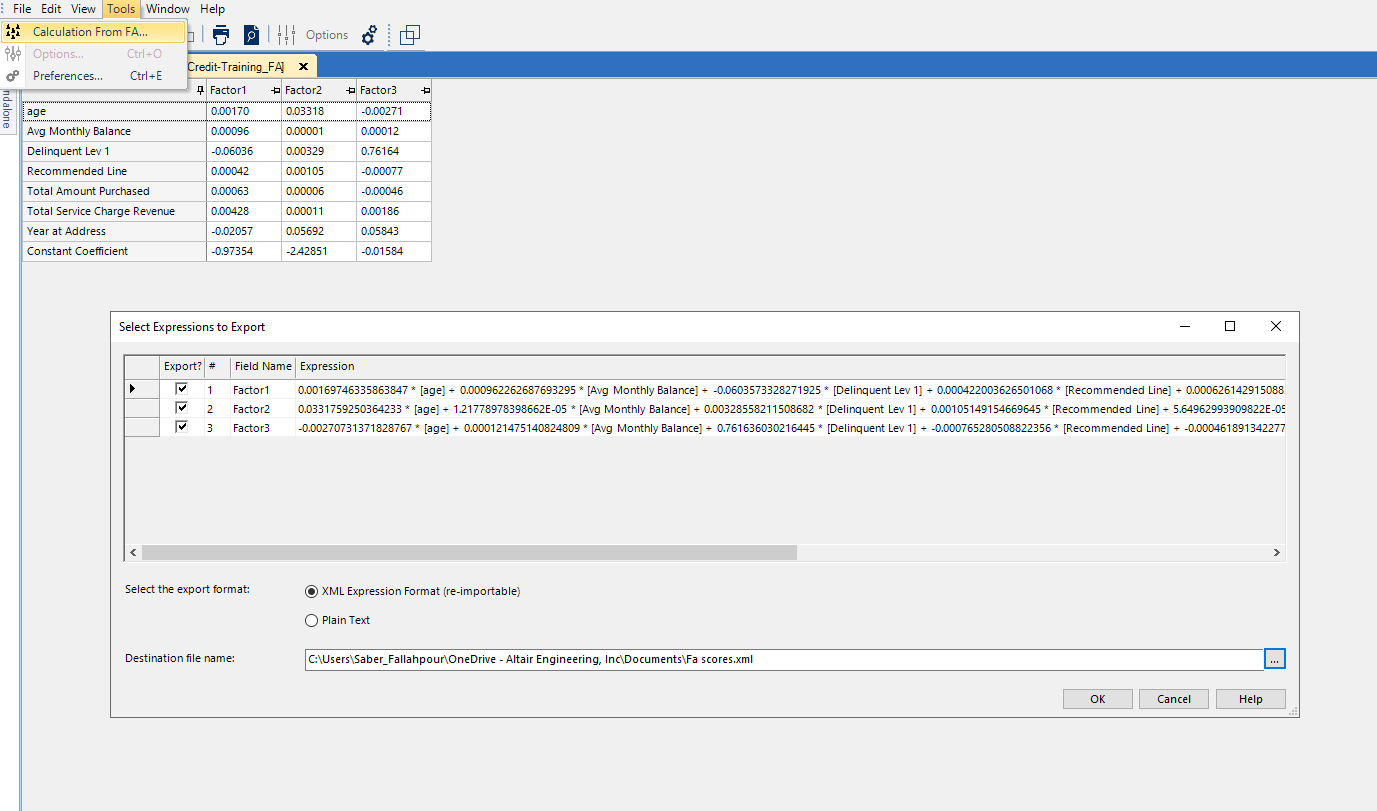 File Edit View Tools Window Help
Calculation From FA...
Options... Ctrl+O
Preferences... Ctrl+E
Options
Credit-Training_FA]
ndalone
Factor1 Factor2 Factor3
age 0.00170 0.03318 -0.00271
Avg Monthly Balance 0.00096 0.00001 0.00012
Delinquent Lev 1 -0.06036 0.00329 0.76164
Recommended Line 0.00042 0.00105 -0.00077
Total Amount Purchased 0.00063 0.00006 -0.00046
Total Service Charge Revenue 0.00428 0.00011 0.00186
Year at Address -0.02057 0.05692 0.05843
Constant Coefficient -0.97354 -2.42851 -0.01584
Select Expressions to Export
Export? # Field Name Expression
1 Factor1 0.00169746335863847 * [age] + 0.000962262687693295 * [Avg Monthly Balance] + -0.0603573328271925 * [Delinquent Lev 1] + 0.000422003626501068 * [Recommended Line] + 0.000626142915088
2 Factor2 0.0331759250364233 * [age] + 1.21778978398662E-05 * [Avg Monthly Balance] + 0.00328558211508682 * [Delinquent Lev 1] + 0.00105149154669645 * [Recommended Line] + 5.64962993909822E-05
3 Factor3 -0.00270731371828767 * [age] + 0.000121475140824809 * [Avg Monthly Balance] + 0.761636030216445 * [Delinquent Lev 1] + -0.000765280508822356 * [Recommended Line] + -0.000461891342277
Select the export format:
XML Expression Format (re-importable)
Plain Text
Destination file name:
C:\Users\Saber_Fallahpour\OneDrive - Altair Engineering, Inc\Documents\Fa scores.xml
...
OK Cancel Help